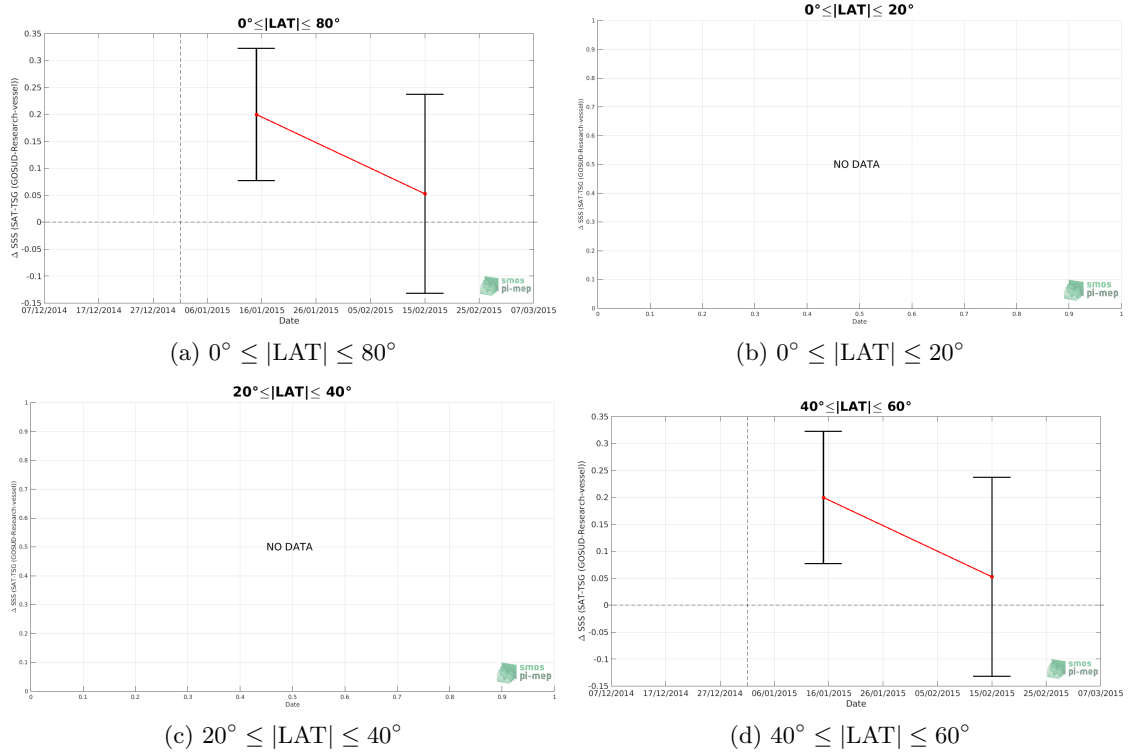 0°≤|LAT|≤ 80°
0.35
0.3
0.25
0.2
0.15
0.1
0.05
0
-0.05
-0.1
-0.15
Δ SSS (SAT-TSG (GOSUD-Research-vessel))
07/12/2014 17/12/2014 27/12/2014 06/01/2015 16/01/2015 26/01/2015 05/02/2015 15/02/2015 25/02/2015 07/03/2015
Date
smos
pi-mep
(a) 0° ≤ |LAT| ≤ 80°
0°≤|LAT|≤ 20°
1
0.9
0.8
0.7
0.6
0.5
0.4
0.3
0.2
0.1
0
Δ SSS (SAT-TSG (GOSUD-Research-vessel))
NO DATA
0 0.1 0.2 0.3 0.4 0.5 0.6 0.7 0.8 0.9 1
Date
smos
pi-mep
(b) 0° ≤ |LAT| ≤ 20°
20°≤|LAT|≤ 40°
1
0.9
0.8
0.7
0.6
0.5
0.4
0.3
0.2
0.1
0
Δ SSS (SAT-TSG (GOSUD-Research-vessel))
NO DATA
0 0.1 0.2 0.3 0.4 0.5 0.6 0.7 0.8 0.9 1
Date
smos
pi-mep
(c) 20° ≤ |LAT| ≤ 40°
40°≤|LAT|≤ 60°
0.35
0.3
0.25
0.2
0.15
0.1
0.05
0
-0.05
-0.1
-0.15
Δ SSS (SAT-TSG (GOSUD-Research-vessel))
07/12/2014 17/12/2014 27/12/2014 06/01/2015 16/01/2015 26/01/2015 05/02/2015 15/02/2015 25/02/2015 07/03/2015
Date
smos
pi-mep
(d) 40° ≤ |LAT| ≤ 60°